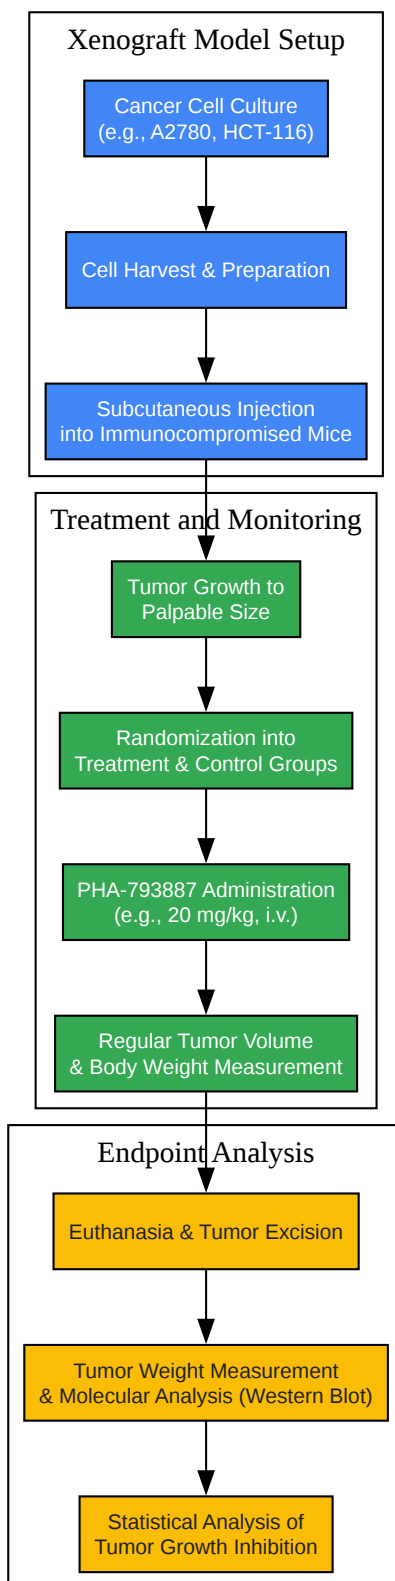 Xenograft Model Setup
Cancer Cell Culture
(e.g., A2780, HCT-116)
Cell Harvest & Preparation
Subcutaneous Injection
into Immunocompromised Mice
Treatment and Monitoring
Tumor Growth to
Palpable Size
Randomization into
Treatment & Control Groups
PHA-793887 Administration
(e.g., 20 mg/kg, i.v.)
Regular Tumor Volume
& Body Weight Measurement
Endpoint Analysis
Euthanasia & Tumor Excision
Tumor Weight Measurement
& Molecular Analysis (Western Blot)
Statistical Analysis of
Tumor Growth Inhibition